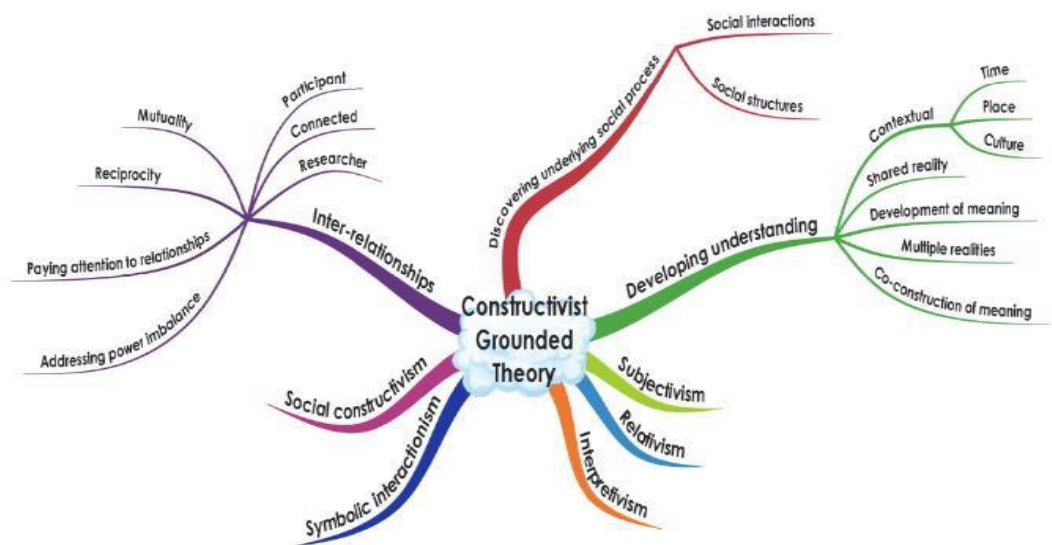 Constructivist
Grounded
Theory
Discovering underlying social process
Social interactions
Social structures
Developing understanding
Contextual
Time
Place
Culture
Shared reality
Development of meaning
Multiple realities
Co-construction of meaning
Subjectivism
Relativism
Interpretivism
Symbolic interactionism
Social constructivism
Inter-relationships
Participant
Connected
Researcher
Mutuality
Reciprocity
Paying attention to relationships
Addressing power imbalance